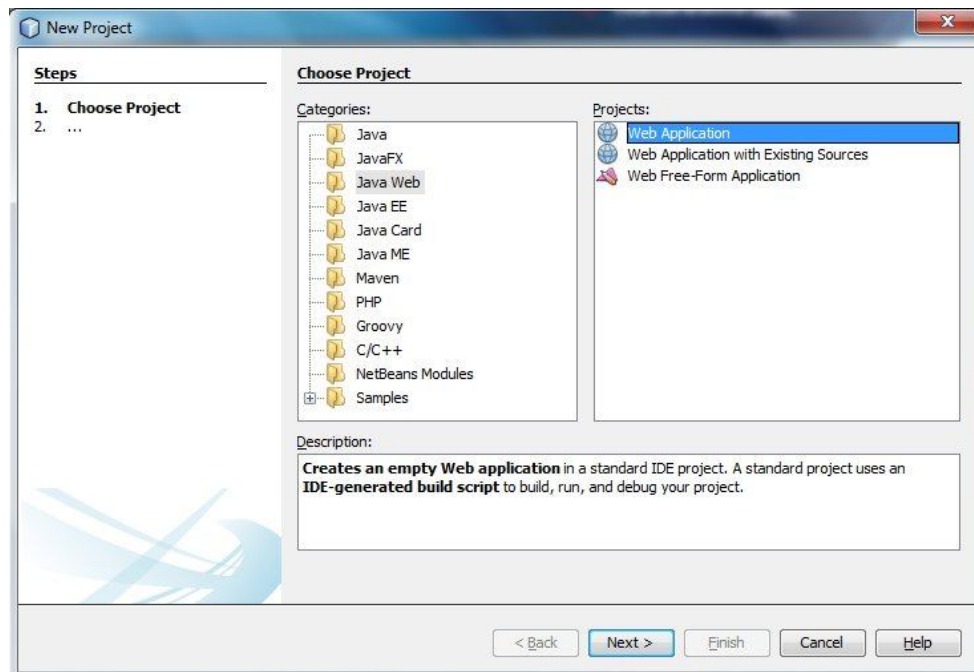 New Project
Steps
1. Choose Project
2. ...
Choose Project
Categories:
Java
JavaFX
Java Web
Java EE
Java Card
Java ME
Maven
PHP
Groovy
C/C++
NetBeans Modules
Samples
Projects:
Web Application
Web Application with Existing Sources
Web Free-Form Application
Description:
Creates an empty Web application in a standard IDE project. A standard project uses an
IDE-generated build script to build, run, and debug your project.
< Back
Next >
Finish
Cancel
Help